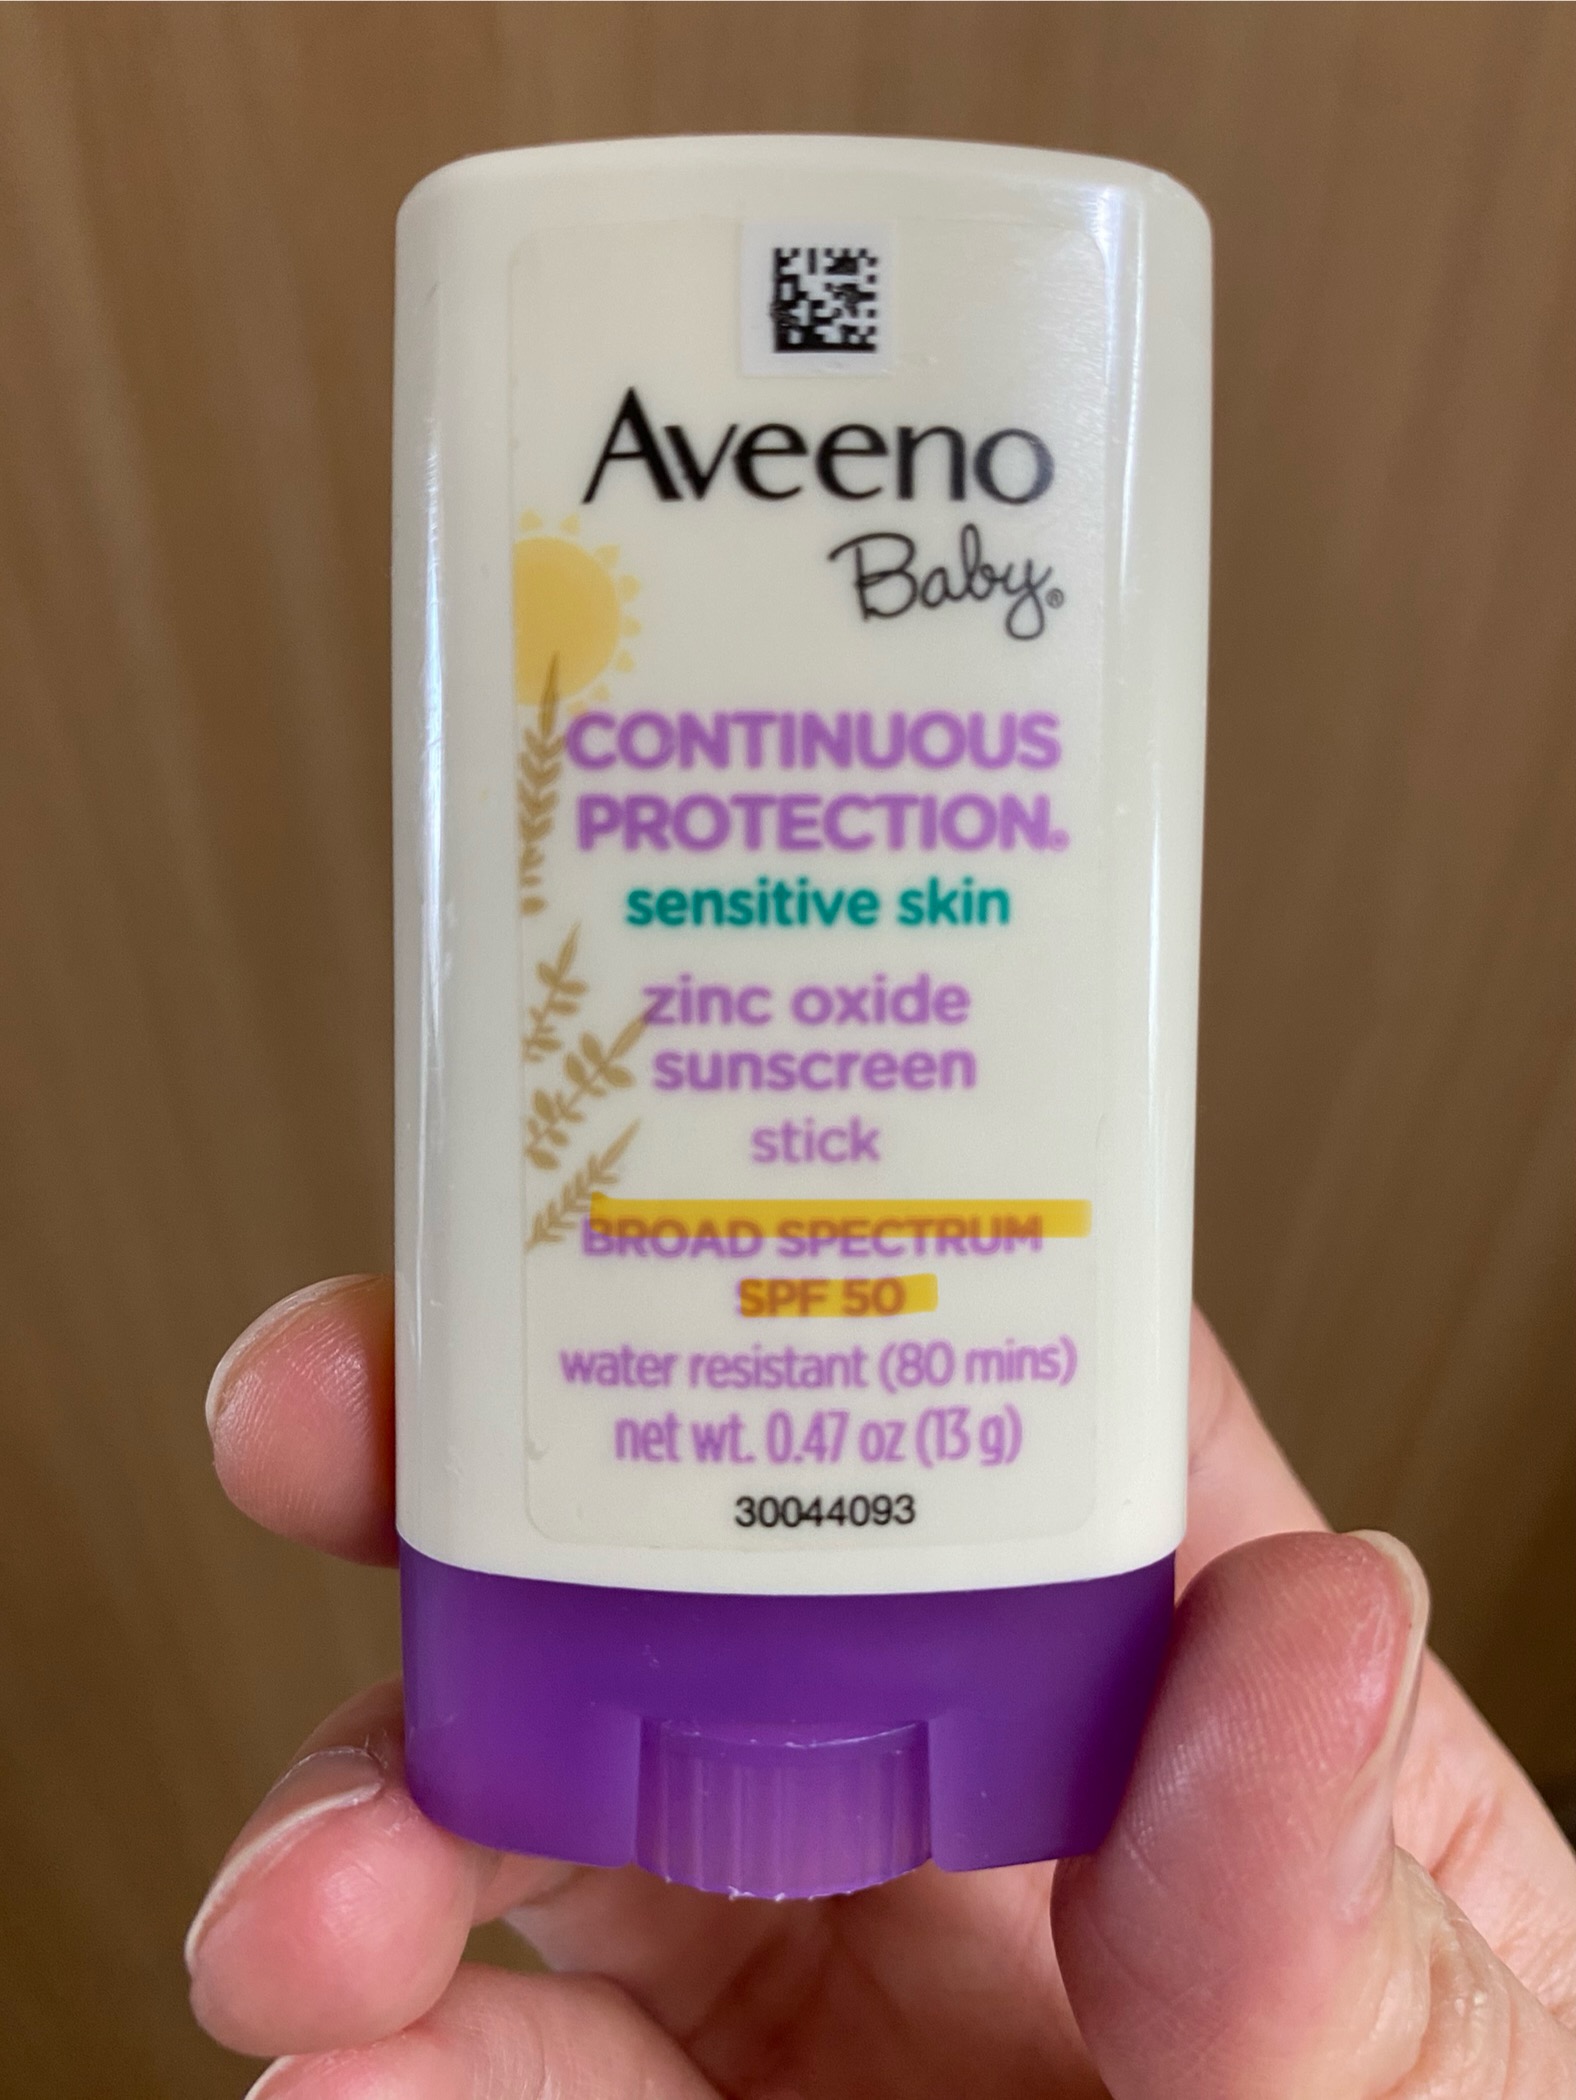 Aveeno
Baby®
CONTINUOUS
PROTECTION®
sensitive skin
zinc oxide
sunscreen
stick
BROAD SPECTRUM
SPF 50
water resistant (80 mins)
net wt. 0.47 oz (13 g)
30044093